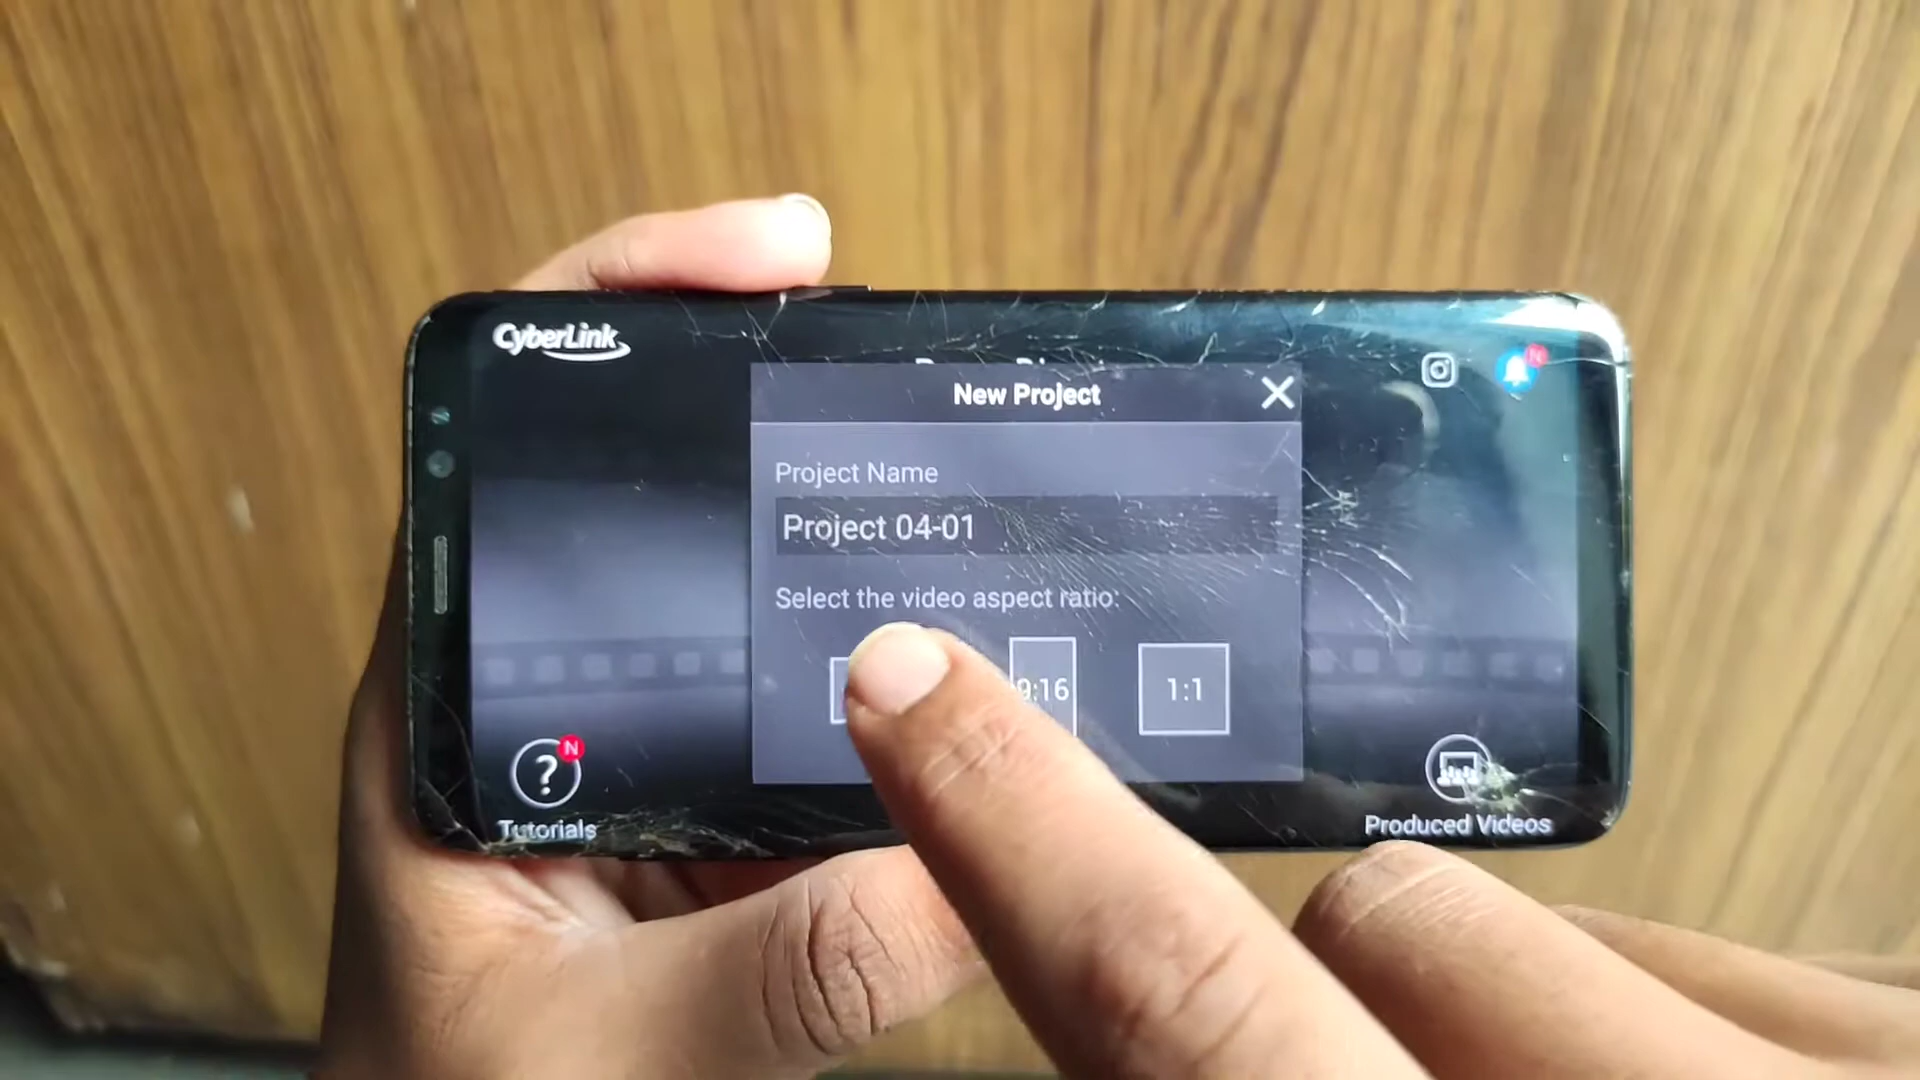 CyberLink
New Project
N
Project Name
Project 04-01
Select the video aspect ratio:
9:16
1:1
N
?
Tutorials
Produced Videos